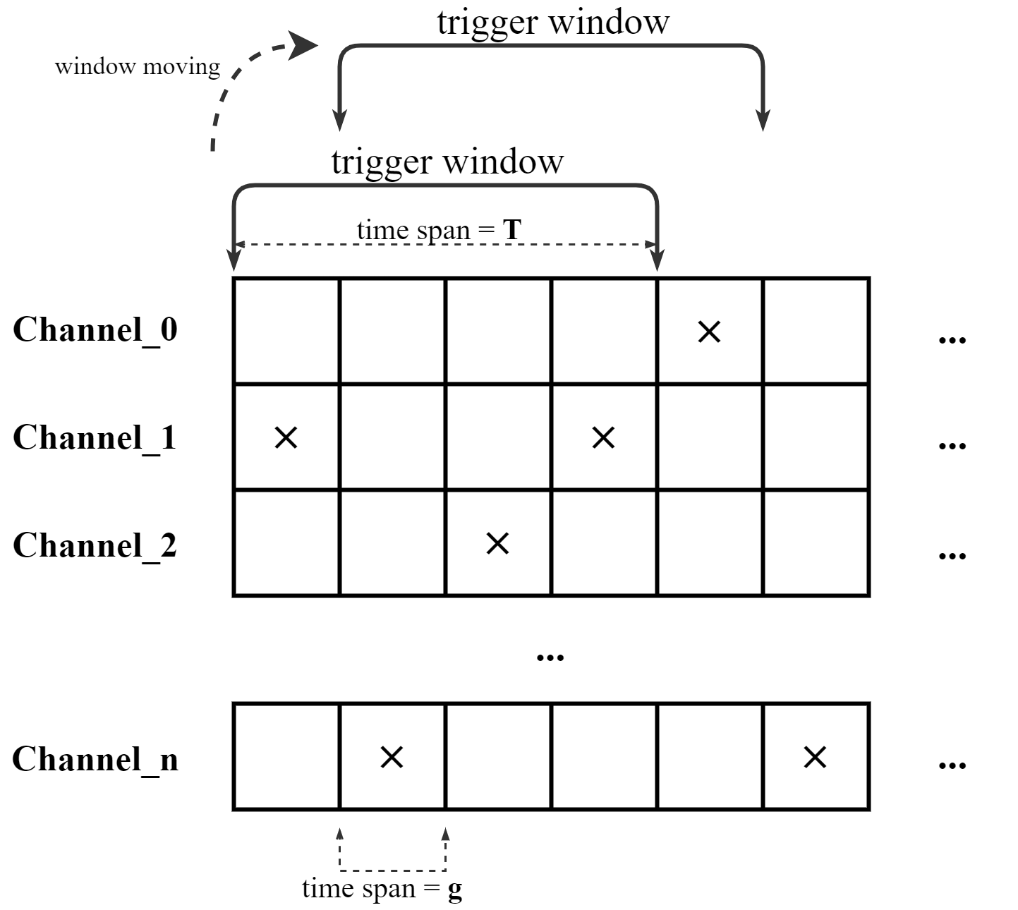 trigger window
window moving
trigger window
time span = T
Channel_0
...
Channel_1
...
Channel_2
...
...
Channel_n
...
time span = g